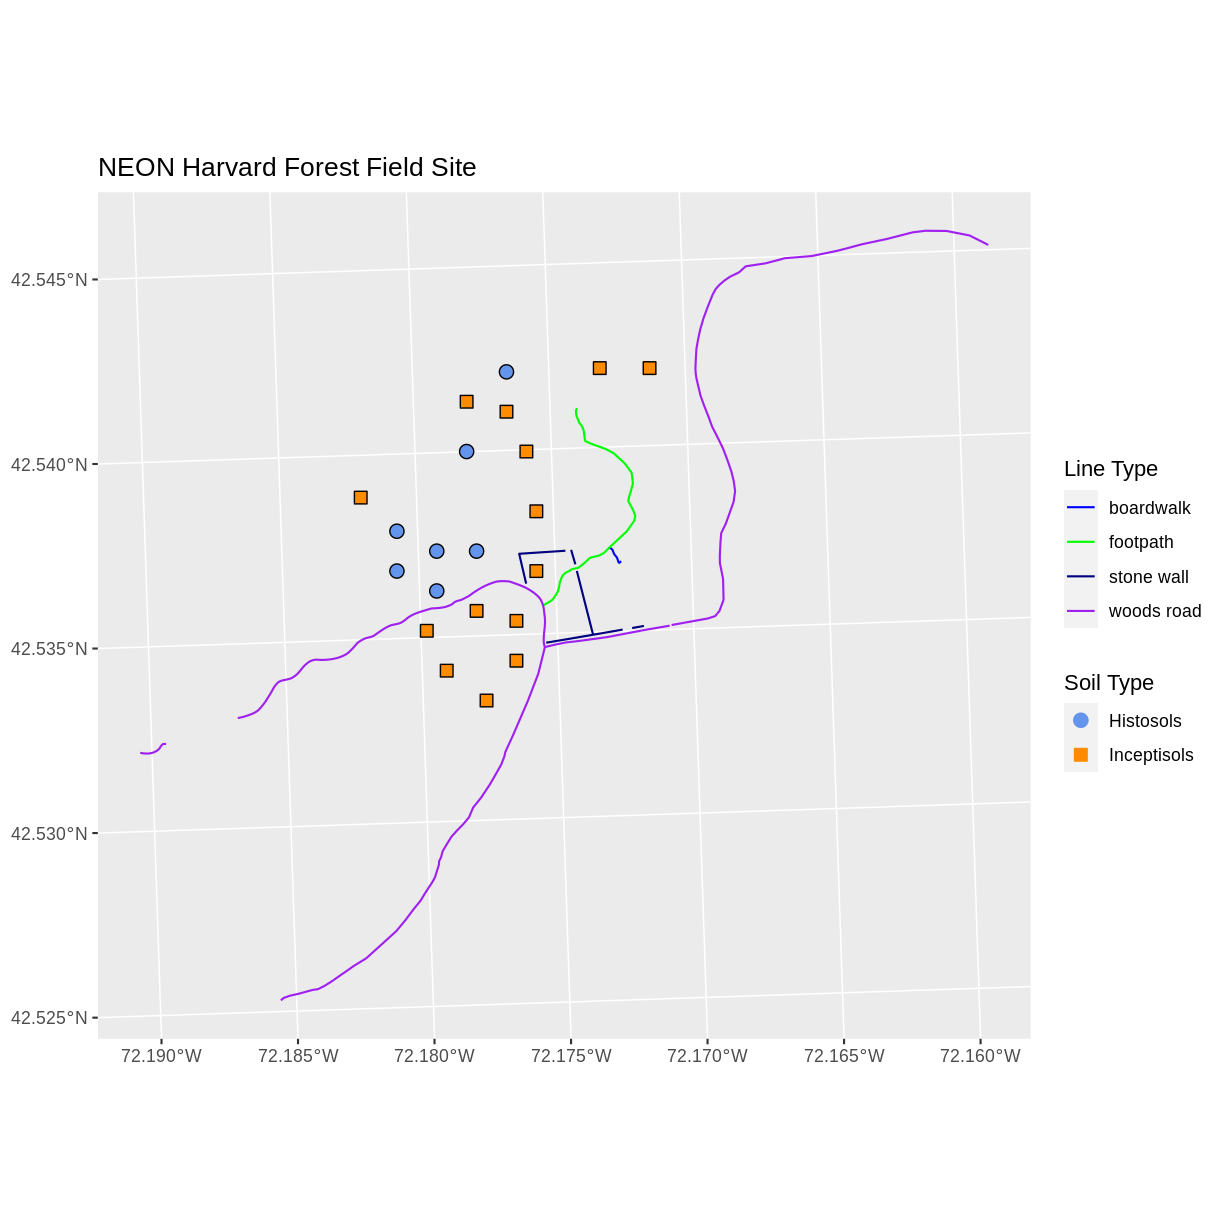 NEON Harvard Forest Field Site
42.545°N
42.540°N
42.535°N
42.530°N
42.525°N
72.190°W 72.185°W 72.180°W 72.175°W 72.170°W 72.165°W 72.160°W
Line Type
boardwalk
footpath
stone wall
woods road
Soil Type
Histosols
Inceptisols